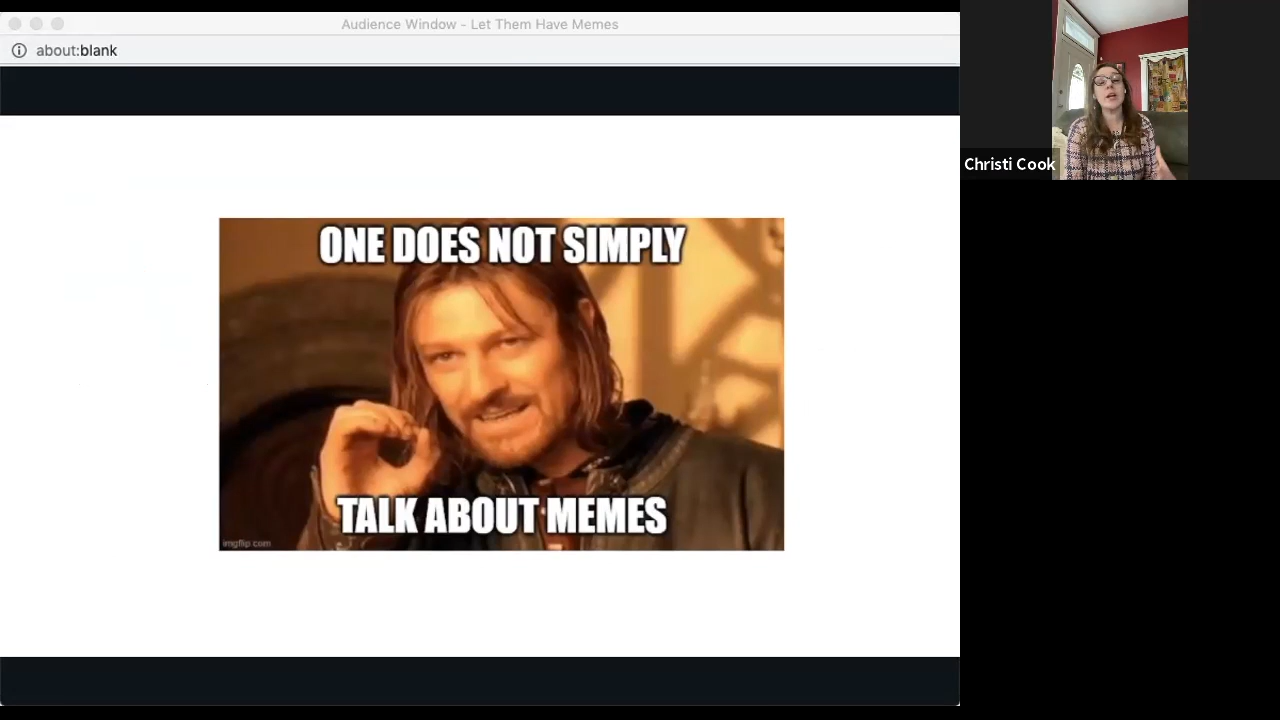 Audience Window - Let Them Have Memes
about:blank
ONE DOES NOT SIMPLY
TALK ABOUT MEMES
imgflip.com
Christi Cook